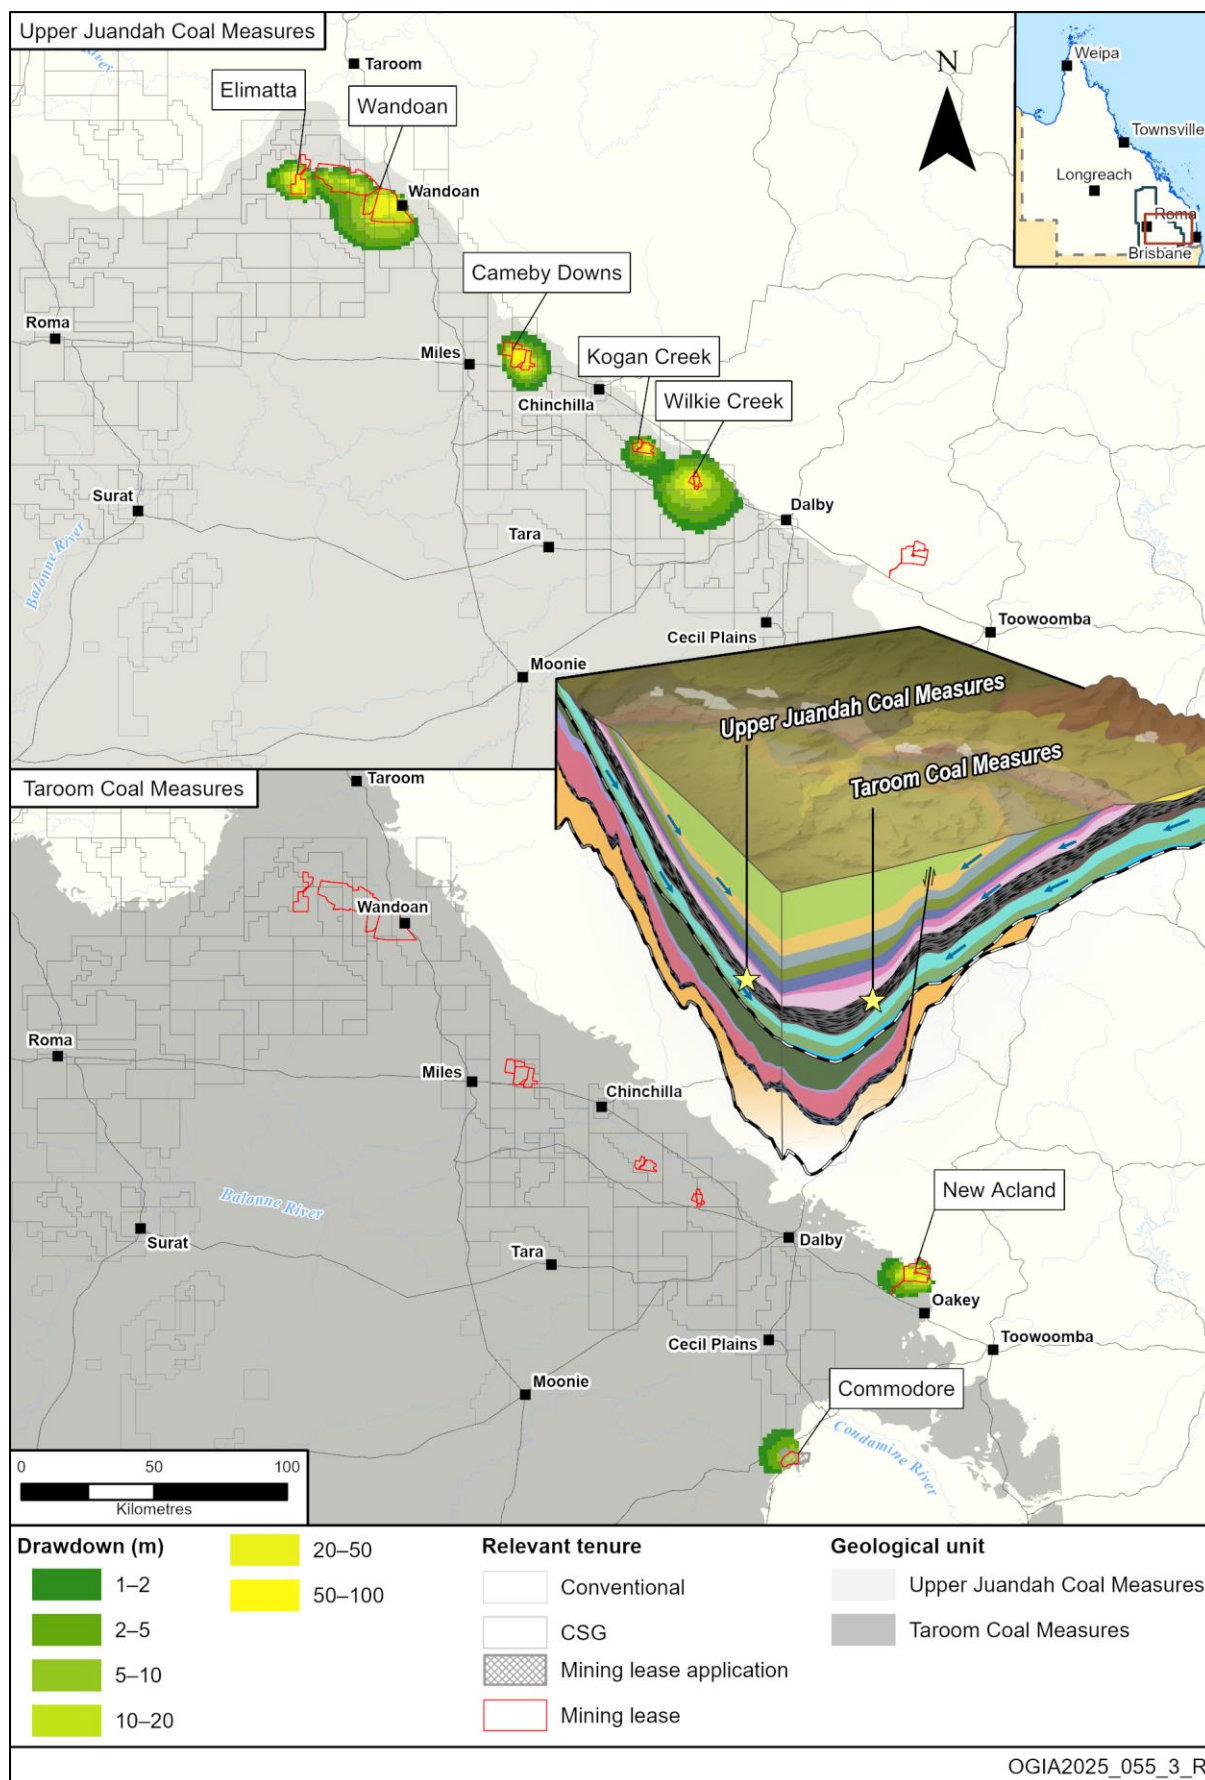 Upper Juandah Coal Measures
Taroom
Elimatta
Wandoan
Wandoan
N
Weipa
Townsville
Longreach
Roma
Brisbane
Cameby Downs
Roma
Miles
Kogan Creek
Chinchilla
Wilkie Creek
Surat
Dalby
Tara
Balonne River
Cecil Plains
Toowoomba
Moonie
Upper Juandah Coal Measures
Taroom Coal Measures
Taroom Coal Measures
Taroom
Wandoan
Roma
Miles
Chinchilla
New Acland
Balonne River
Surat
Dalby
Tara
Oakey
Cecil Plains
Toowoomba
Moonie
Commodore
Condamine River
0 50 100
Kilometres
Drawdown (m)
1–2
2–5
5–10
10–20
20–50
50–100
Relevant tenure
Conventional
CSG
Mining lease application
Mining lease
Geological unit
Upper Juandah Coal Measures
Taroom Coal Measures
OGIA2025_055_3_R